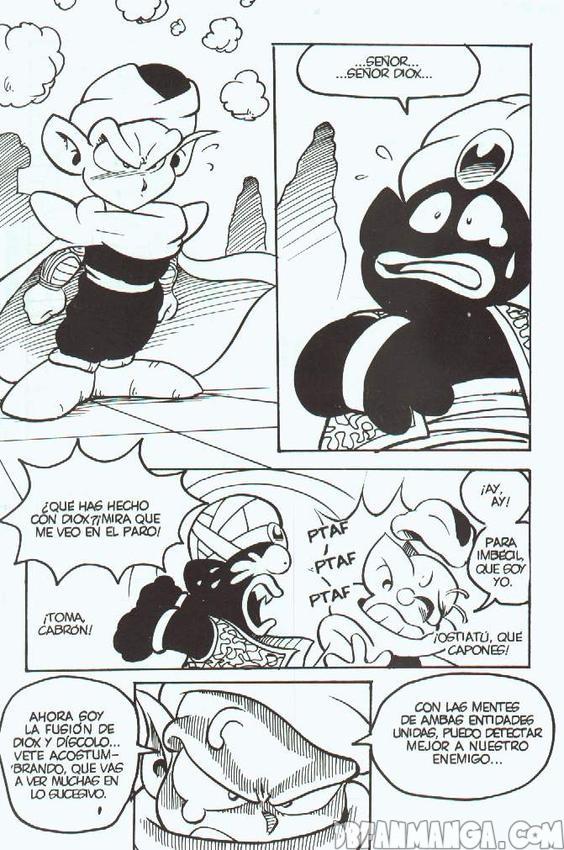 ...SEÑOR...
...SEÑOR DIOX...
¿QUE HAS HECHO
CON DIOX?¡MIRA QUE
ME VEO EN EL PARO!
¡TOMA,
CABRÓN!
PTAF
PTAF
PTAF
¡AY,
AY!
PARA
IMBECIL,
QUE SOY
YO.
¡OSTIATÚ, QUE
CAPONES!
AHORA SOY
LA FUSIÓN DE
DIOX Y DÍSCOLO...
VETE ACOSTUM-
BRANDO, QUE VAS
A VER MUCHAS EN
LO SUCESIVO.
CON LAS MENTES
DE AMBAS ENTIDADES
UNIDAS, PUEDO DETECTAR
MEJOR A NUESTRO
ENEMIGO...
DBFANMANGA.COM